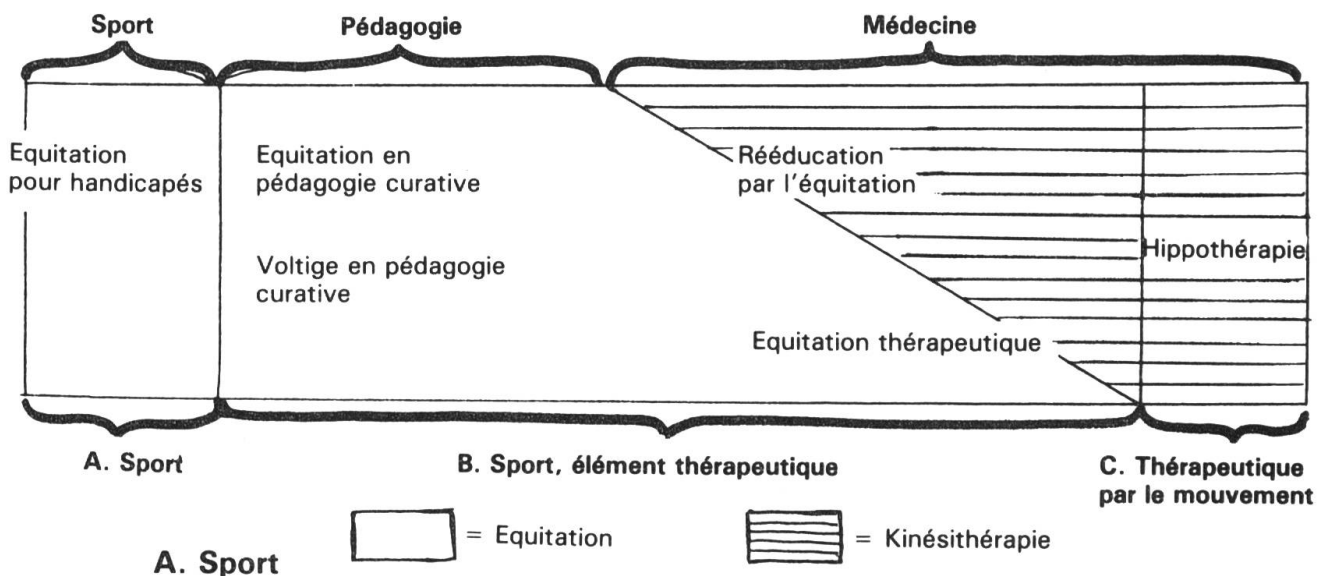 Sport
Pédagogie
Médecine
Equitation
pour handicapés
Equitation en
pédagogie curative
Voltige en pédagogie
curative
Rééducation
par l'équitation
Equitation thérapeutique
Hippothérapie
A. Sport
B. Sport, élément thérapeutique
C. Thérapeutique
par le mouvement
= Equitation
= Kinésithérapie
A. Sport